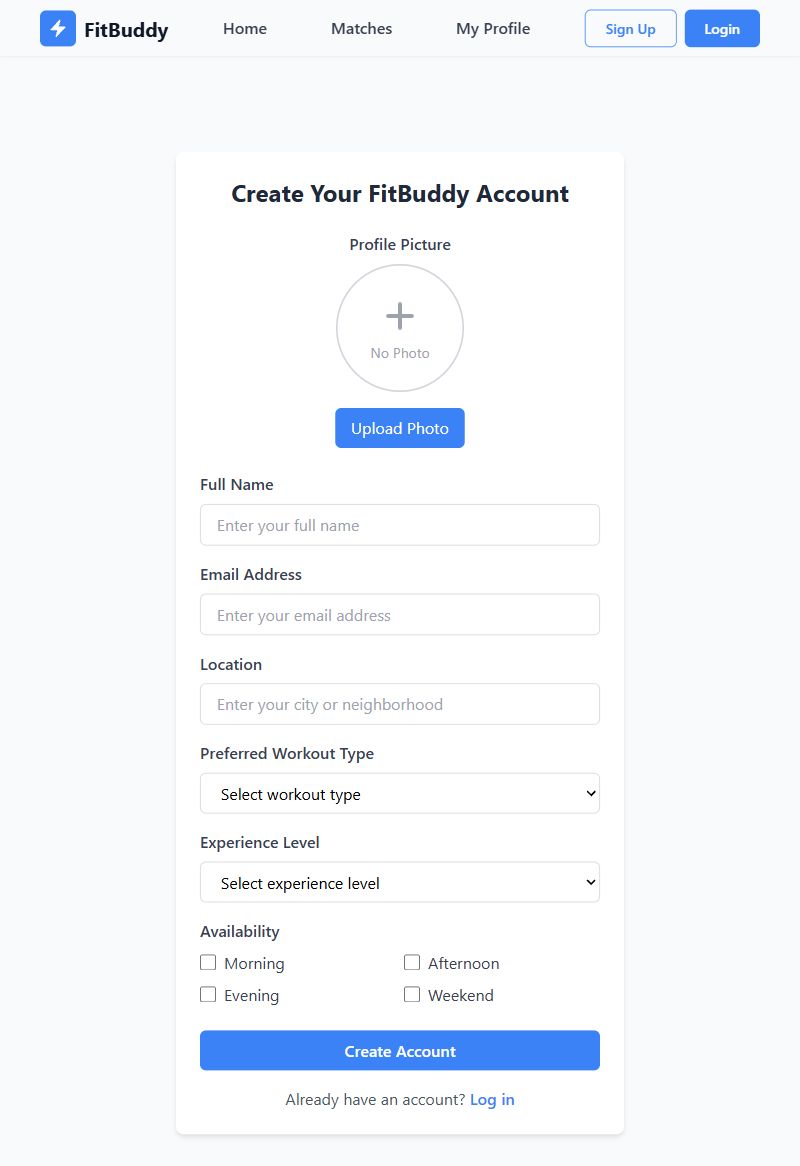 FitBuddy Home Matches My Profile Sign Up Login
Create Your FitBuddy Account
Profile Picture
No Photo
Upload Photo
Full Name
Enter your full name
Email Address
Enter your email address
Location
Enter your city or neighborhood
Preferred Workout Type
Select workout type
Experience Level
Select experience level
Availability
Morning Afternoon
Evening Weekend
Create Account
Already have an account? Log in